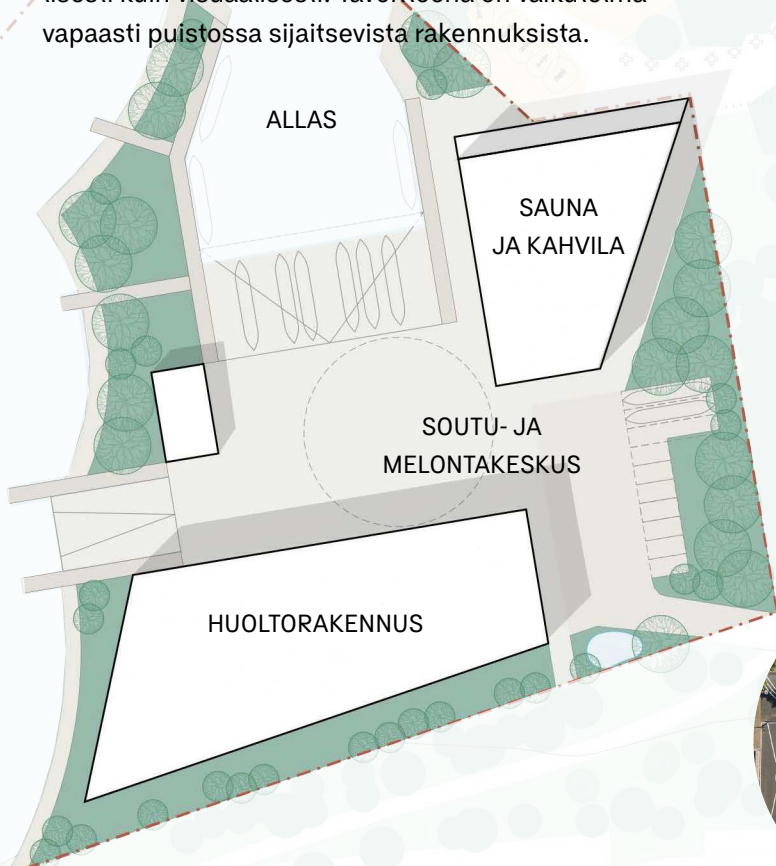 vapaasti puistossa sijaitsevista rakennuksista.
ALLAS
SAUNA
JA KAHVILA
SOUTU- JA
MELONTAKESKUS
HUOLTORAKENNUS